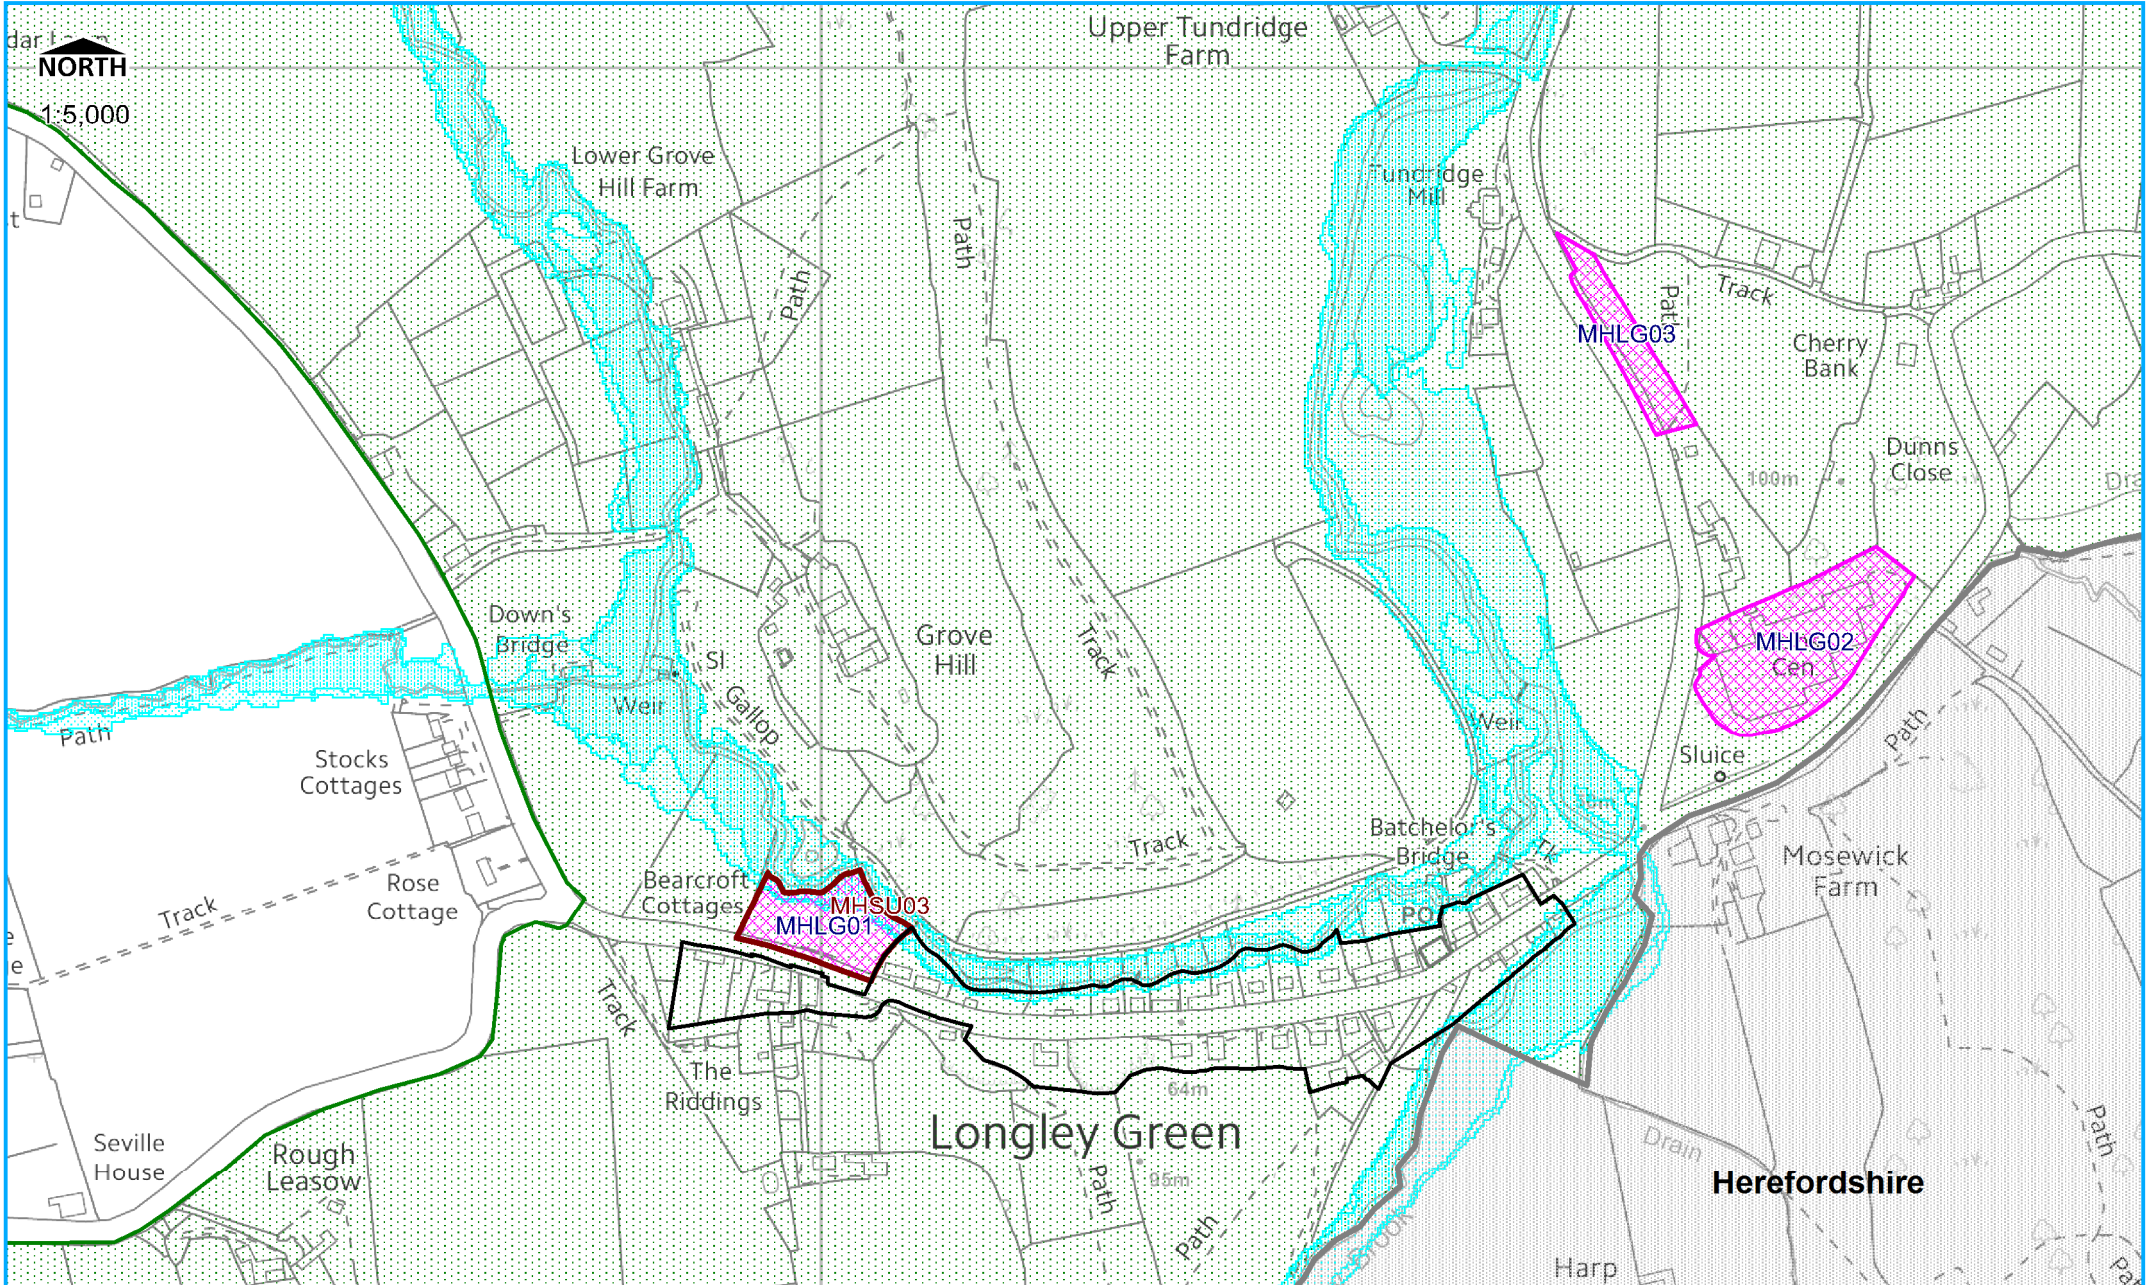 Upper Tundridge
Farm
NORTH
1:5,000
Lower Grove
Hill Farm
Tundridge
Mill
Path
Path
Path
Track
MHLG03
Cherry
Bank
Dunns
Close
100m
Down's
Bridge
Grove
Hill
Track
MHLG02
Cen
Sl
Gallop
Weir
Weir
Path
Path
Stocks
Cottages
Sluice
Batchelor's
Bridge
Tk
Track
Mosewick
Farm
Rose
Cottage
Track
Bearcroft
Cottages
MHSU03
MHLG01
PO
Track
The
Riddings
64m
Longley Green
Path
Drain
Seville
House
Rough
Leasow
95m
Path
Path
Herefordshire
Harp